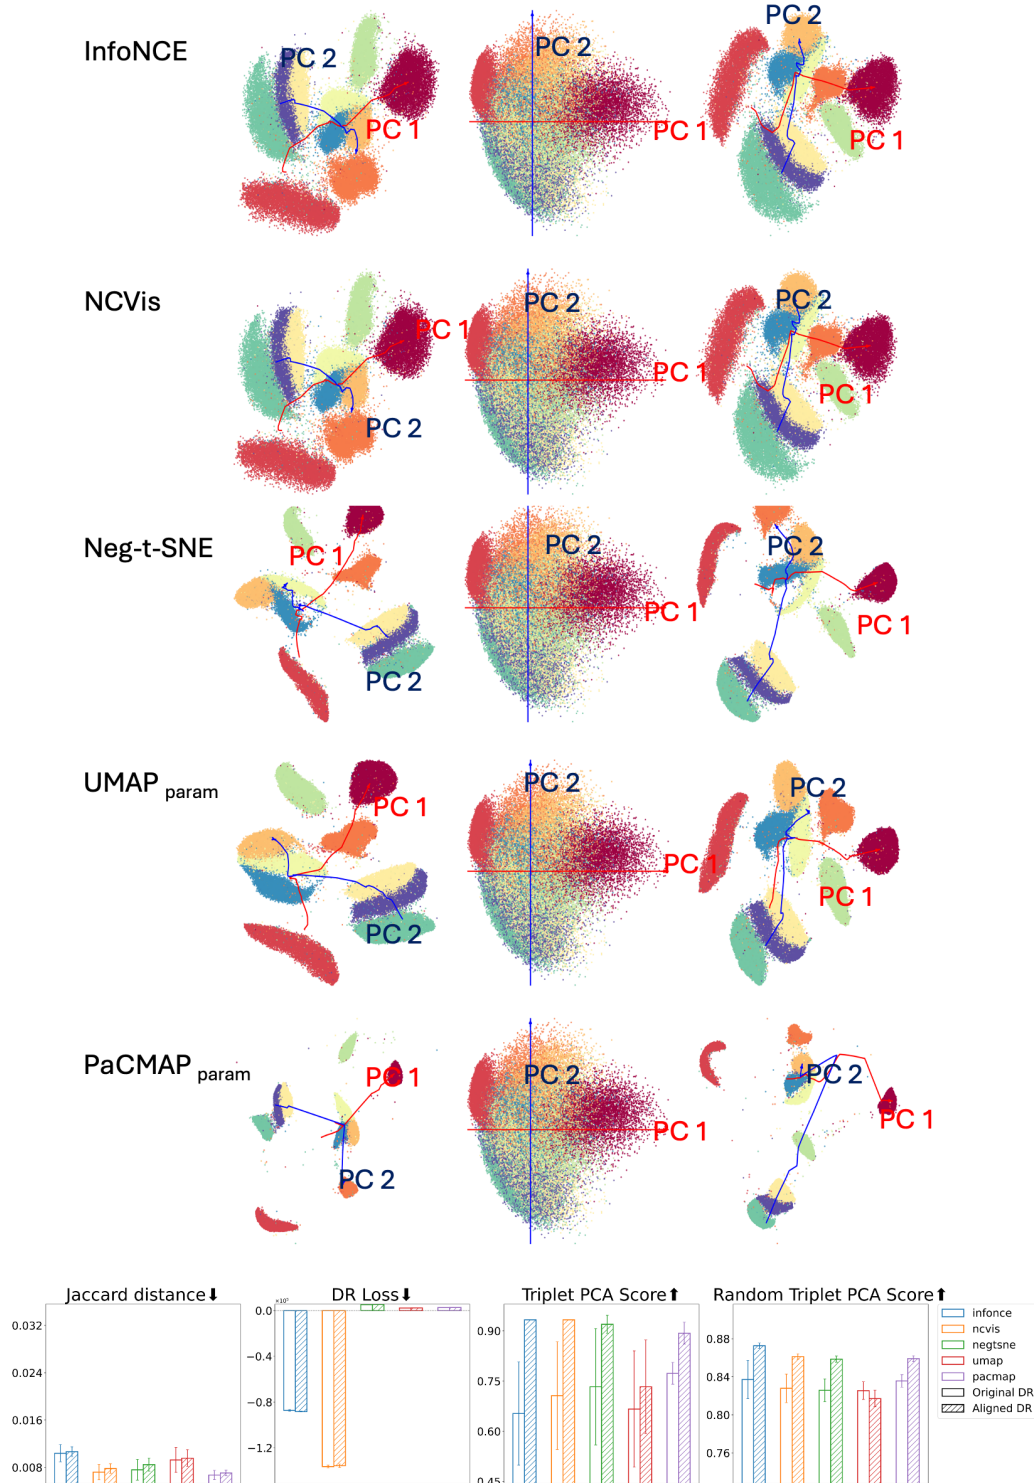 InfoNCE
PC 2
PC 1
PC 2
PC 1
PC 2
PC 1
NCVis
PC 1
PC 2
PC 2
PC 1
PC 2
PC 1
Neg-t-SNE
PC 1
PC 2
PC 2
PC 1
PC 2
PC 1
UMAP param
PC 1
PC 2
PC 2
PC 1
PC 2
PC 1
PaCMAP param
PC 1
PC 2
PC 2
PC 1
PC 2
PC 1
Jaccard distance⬇
0.032
0.024
0.016
0.008
DR Loss⬇
×10⁵
0.0
−0.4
−0.8
−1.2
Triplet PCA Score⬆
0.90
0.75
0.60
0.45
Random Triplet PCA Score⬆
0.88
0.84
0.80
0.76
infonce
ncvis
negtsne
umap
pacmap
Original DR
Aligned DR